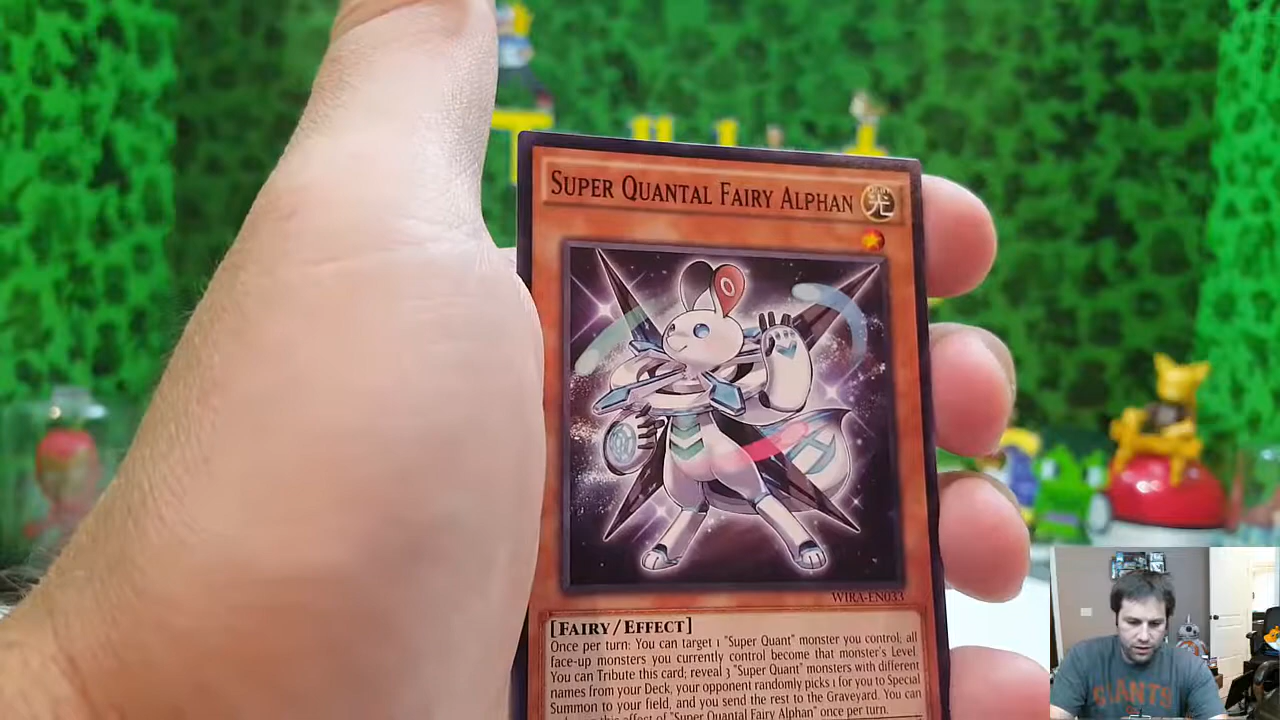 SUPER QUANTAL FAIRY ALPHAN
光
WIRA-EN033
[FAIRY/EFFECT]
Once per turn: You can target 1 "Super Quant" monster you control; all
face-up monsters you currently control become that monster's Level.
You can Tribute this card; reveal 3 "Super Quant" monsters with different
names from your Deck, your opponent randomly picks 1 for you to Special
Summon to your field, and you send the rest to the Graveyard. You can
this effect of "Super Quantal Fairy Alphan" once per turn.
GIANTS